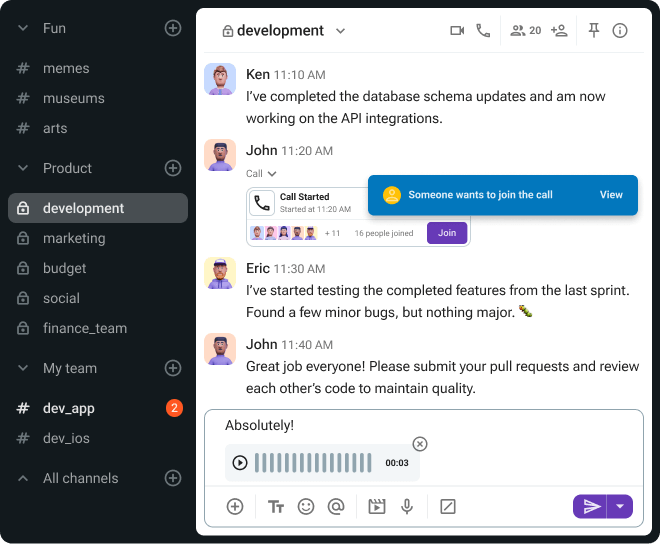 Fun
# memes
# museums
# arts
Product
development
marketing
budget
social
finance_team
My team
# dev_app 2
# dev_ios
All channels
development
20
Ken 11:10 AM
I’ve completed the database schema updates and am now
working on the API integrations.
John 11:20 AM
Call
Call Started
Started at 11:20 AM
+ 11 16 people joined Join
Someone wants to join the call View
Eric 11:30 AM
I’ve started testing the completed features from the last sprint.
Found a few minor bugs, but nothing major. 🐛
John 11:40 AM
Great job everyone! Please submit your pull requests and review
each other’s code to maintain quality.
Absolutely!
00:03
TT @